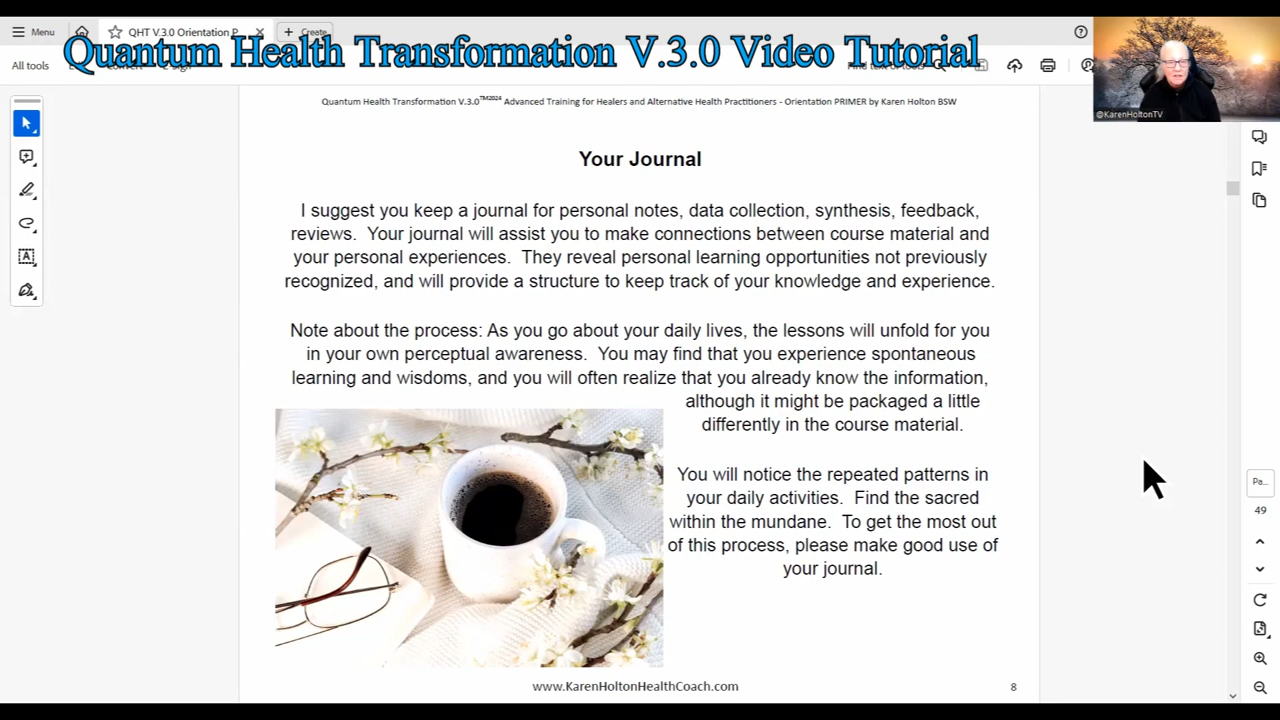 Menu
QHT V.3.0 Orientation P
Create
Quantum Health Transformation V.3.0 Video Tutorial
All tools
Find text or tools
@KarenHoltonTV
Quantum Health Transformation V.3.0™2024 Advanced Training for Healers and Alternative Health Practitioners - Orientation PRIMER by Karen Holton BSW
Your Journal
I suggest you keep a journal for personal notes, data collection, synthesis, feedback,
reviews. Your journal will assist you to make connections between course material and
your personal experiences. They reveal personal learning opportunities not previously
recognized, and will provide a structure to keep track of your knowledge and experience.
Note about the process: As you go about your daily lives, the lessons will unfold for you
in your own perceptual awareness. You may find that you experience spontaneous
learning and wisdoms, and you will often realize that you already know the information,
although it might be packaged a little
differently in the course material.
You will notice the repeated patterns in
your daily activities. Find the sacred
within the mundane. To get the most out
of this process, please make good use of
your journal.
Pa...
49
www.KarenHoltonHealthCoach.com
8